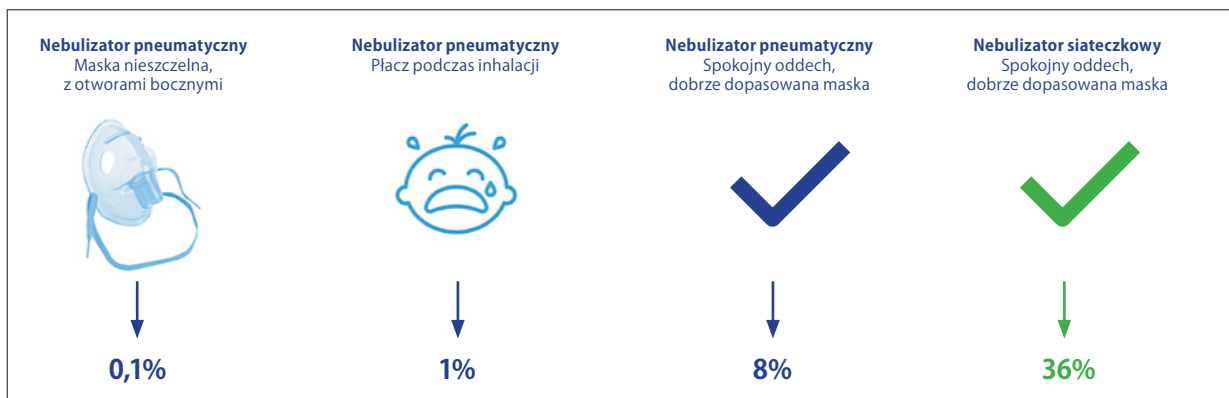 Nebulizator pneumatyczny
Maska nieszczelna,
z otworami bocznymi
0,1%
Nebulizator pneumatyczny
Płacz podczas inhalacji
1%
Nebulizator pneumatyczny
Spokojny oddech,
dobrze dopasowana maska
8%
Nebulizator siateczkowy
Spokojny oddech,
dobrze dopasowana maska
36%